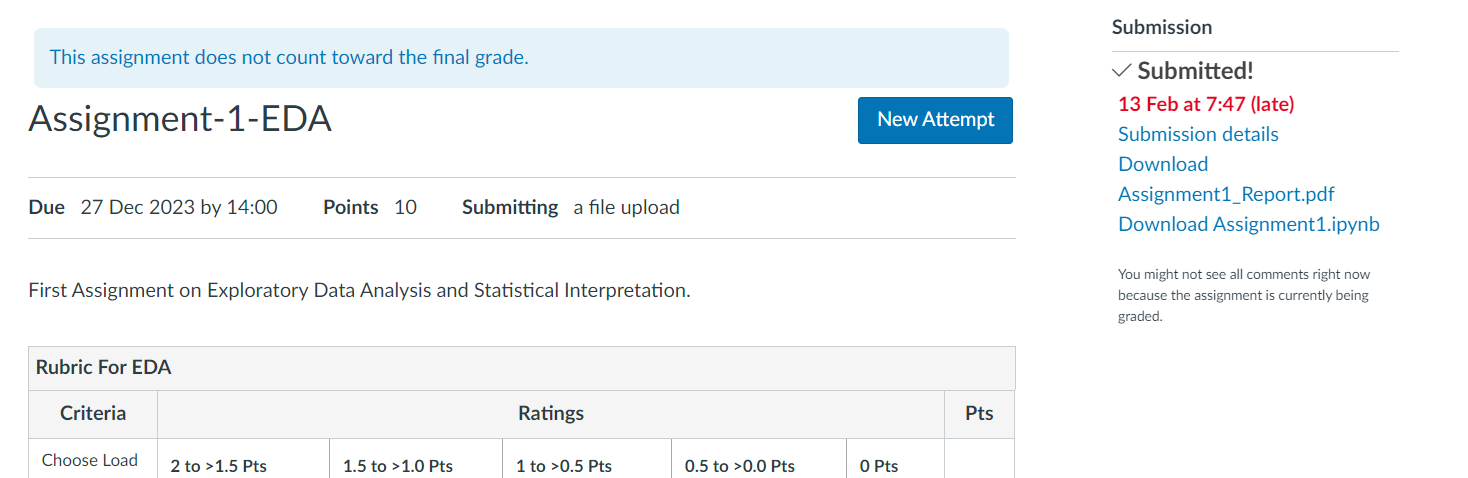 This assignment does not count toward the final grade.
Assignment-1-EDA
New Attempt
Due 27 Dec 2023 by 14:00 Points 10 Submitting a file upload
First Assignment on Exploratory Data Analysis and Statistical Interpretation.
Rubric For EDA
Criteria Ratings Pts
Choose Load 2 to >1.5 Pts 1.5 to >1.0 Pts 1 to >0.5 Pts 0.5 to >0.0 Pts 0 Pts
Submission
Submitted!
13 Feb at 7:47 (late)
Submission details
Download
Assignment1_Report.pdf
Download Assignment1.ipynb
You might not see all comments right now
because the assignment is currently being
graded.